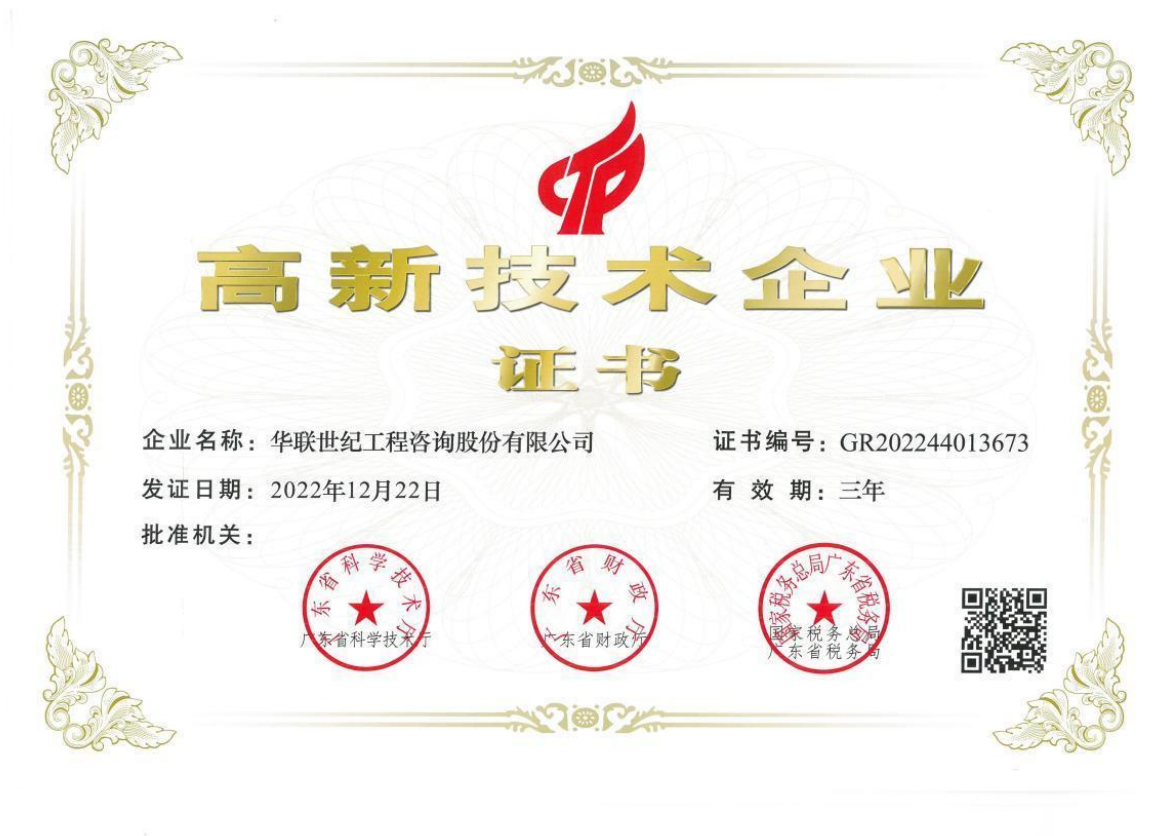 高新技术企业
证书
企业名称：华联世纪工程咨询股份有限公司
证书编号：GR202244013673
发证日期：2022年12月22日
有效期：三年
批准机关：
广东省科学技术厅
广东省科学技术厅
广东省财政厅
广东省财政厅
国家税务总局广东省税务局
国家税务总局
广东省税务局